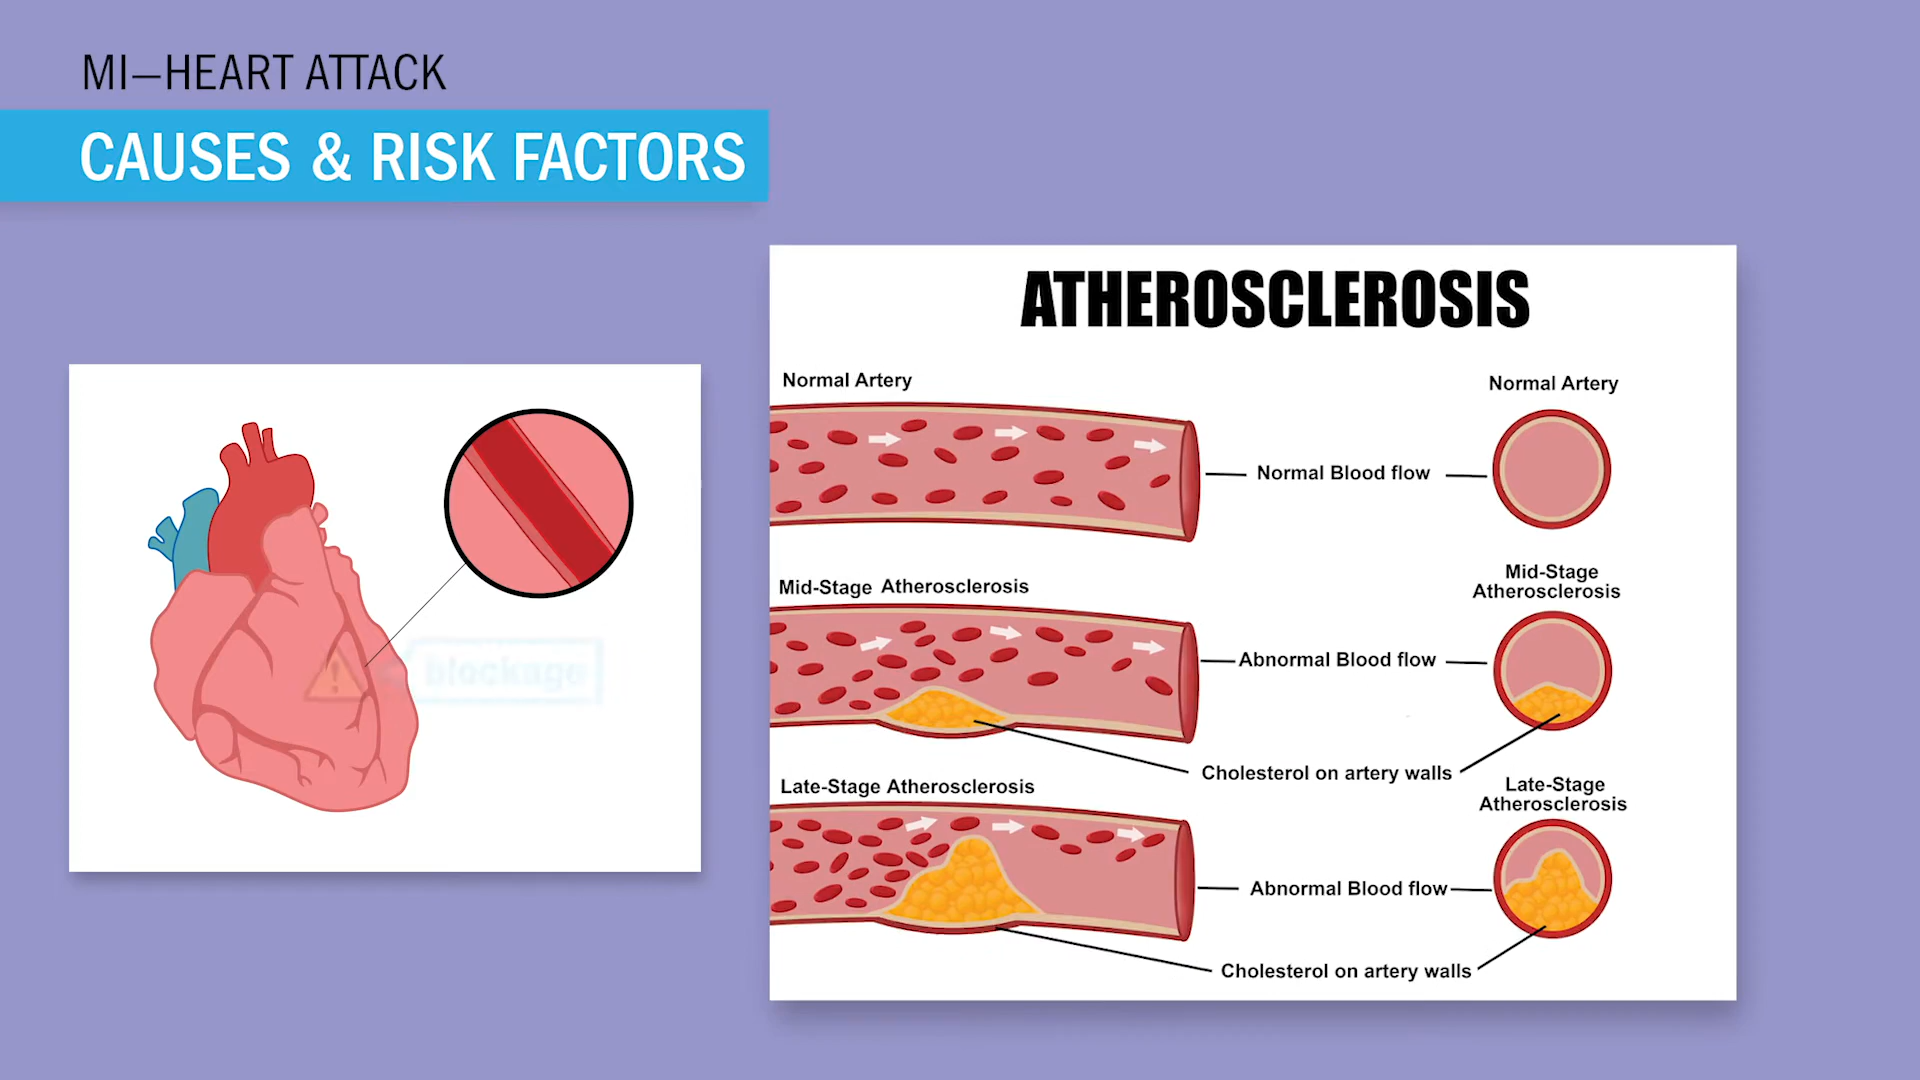 MI—HEART ATTACK
CAUSES & RISK FACTORS
blockage
ATHEROSCLEROSIS
Normal Artery
Normal Artery
Normal Blood flow
Mid-Stage Atherosclerosis
Mid-Stage
Atherosclerosis
Abnormal Blood flow
Cholesterol on artery walls
Late-Stage Atherosclerosis
Late-Stage
Atherosclerosis
Abnormal Blood flow
Cholesterol on artery walls